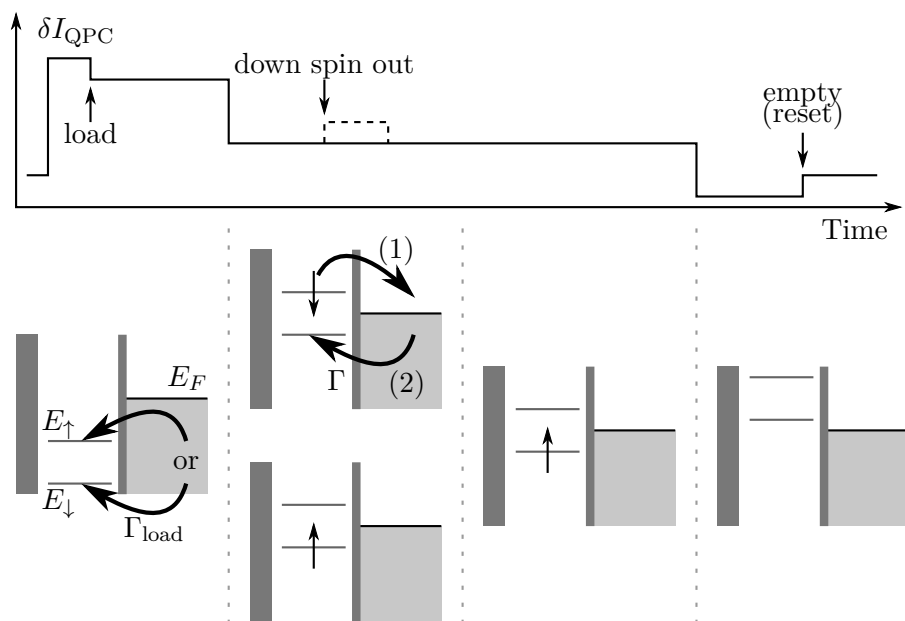 δI_QPC
down spin out
empty
(reset)
load
Time
(1)
E_F
Γ
(2)
E_↑
or
E_↓
Γ_load